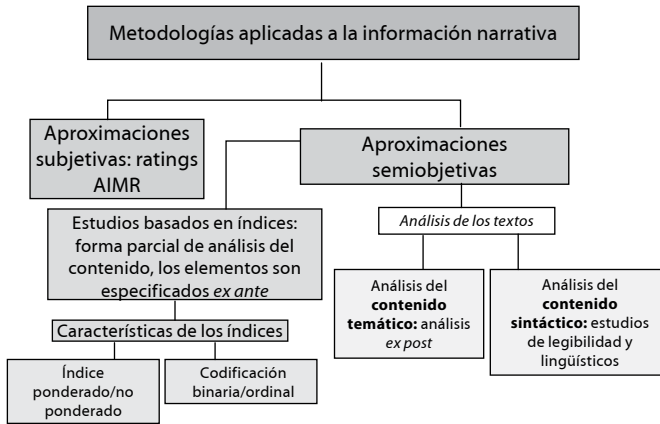 Metodologías aplicadas a la información narrativa
Aproximaciones
subjetivas: ratings
AIMR
Aproximaciones
semiobjetivas
Estudios basados en índices:
forma parcial de análisis del
contenido, los elementos son
especificados ex ante
Análisis de los textos
Características de los índices
Índice
ponderado/no
ponderado
Codificación
binaria/ordinal
Análisis del
contenido
temático: análisis
ex post
Análisis del
contenido
sintáctico: estudios
de legibilidad y
lingüísticos